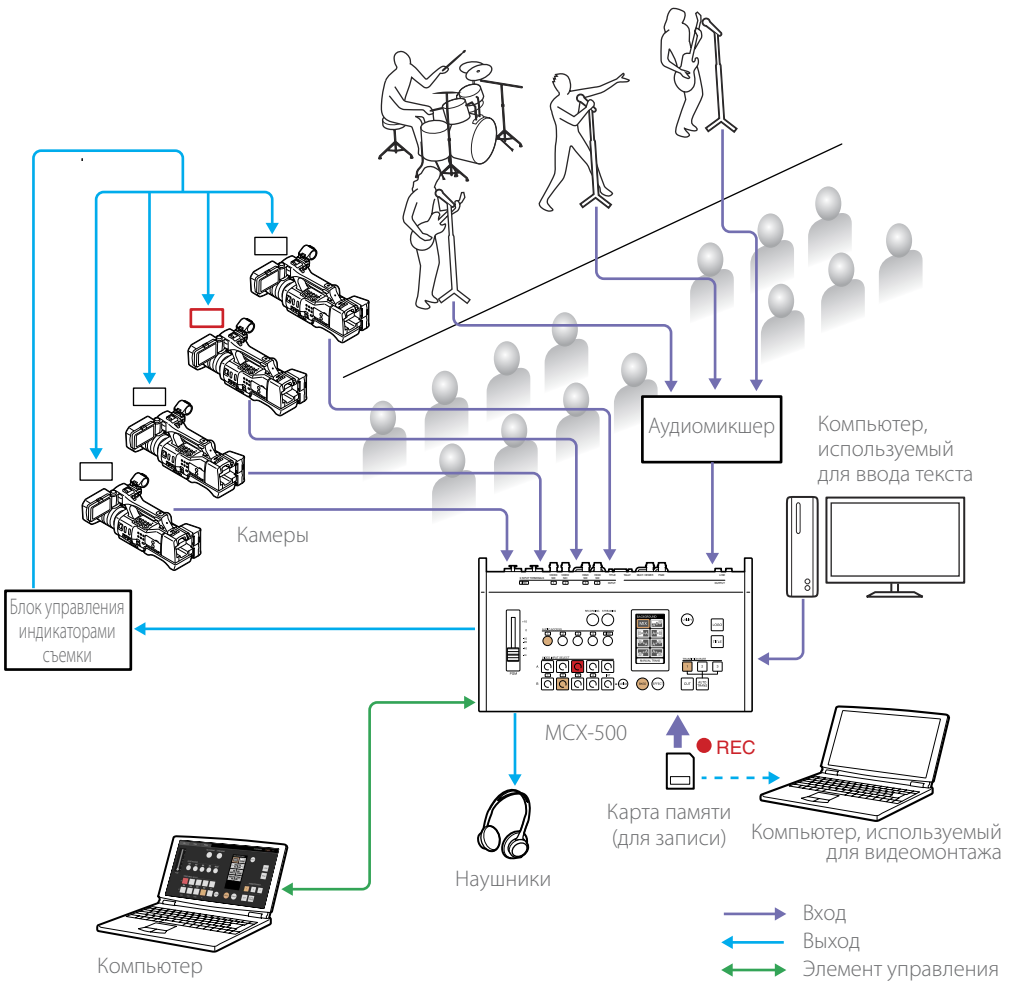 Аудиомикшер
Компьютер,
используемый
для ввода текста
Камеры
Блок управления
индикаторами
съемки
MCX-500
REC
Карта памяти
(для записи)
Компьютер, используемый
для видеомонтажа
Наушники
Компьютер
Вход
Выход
Элемент управления